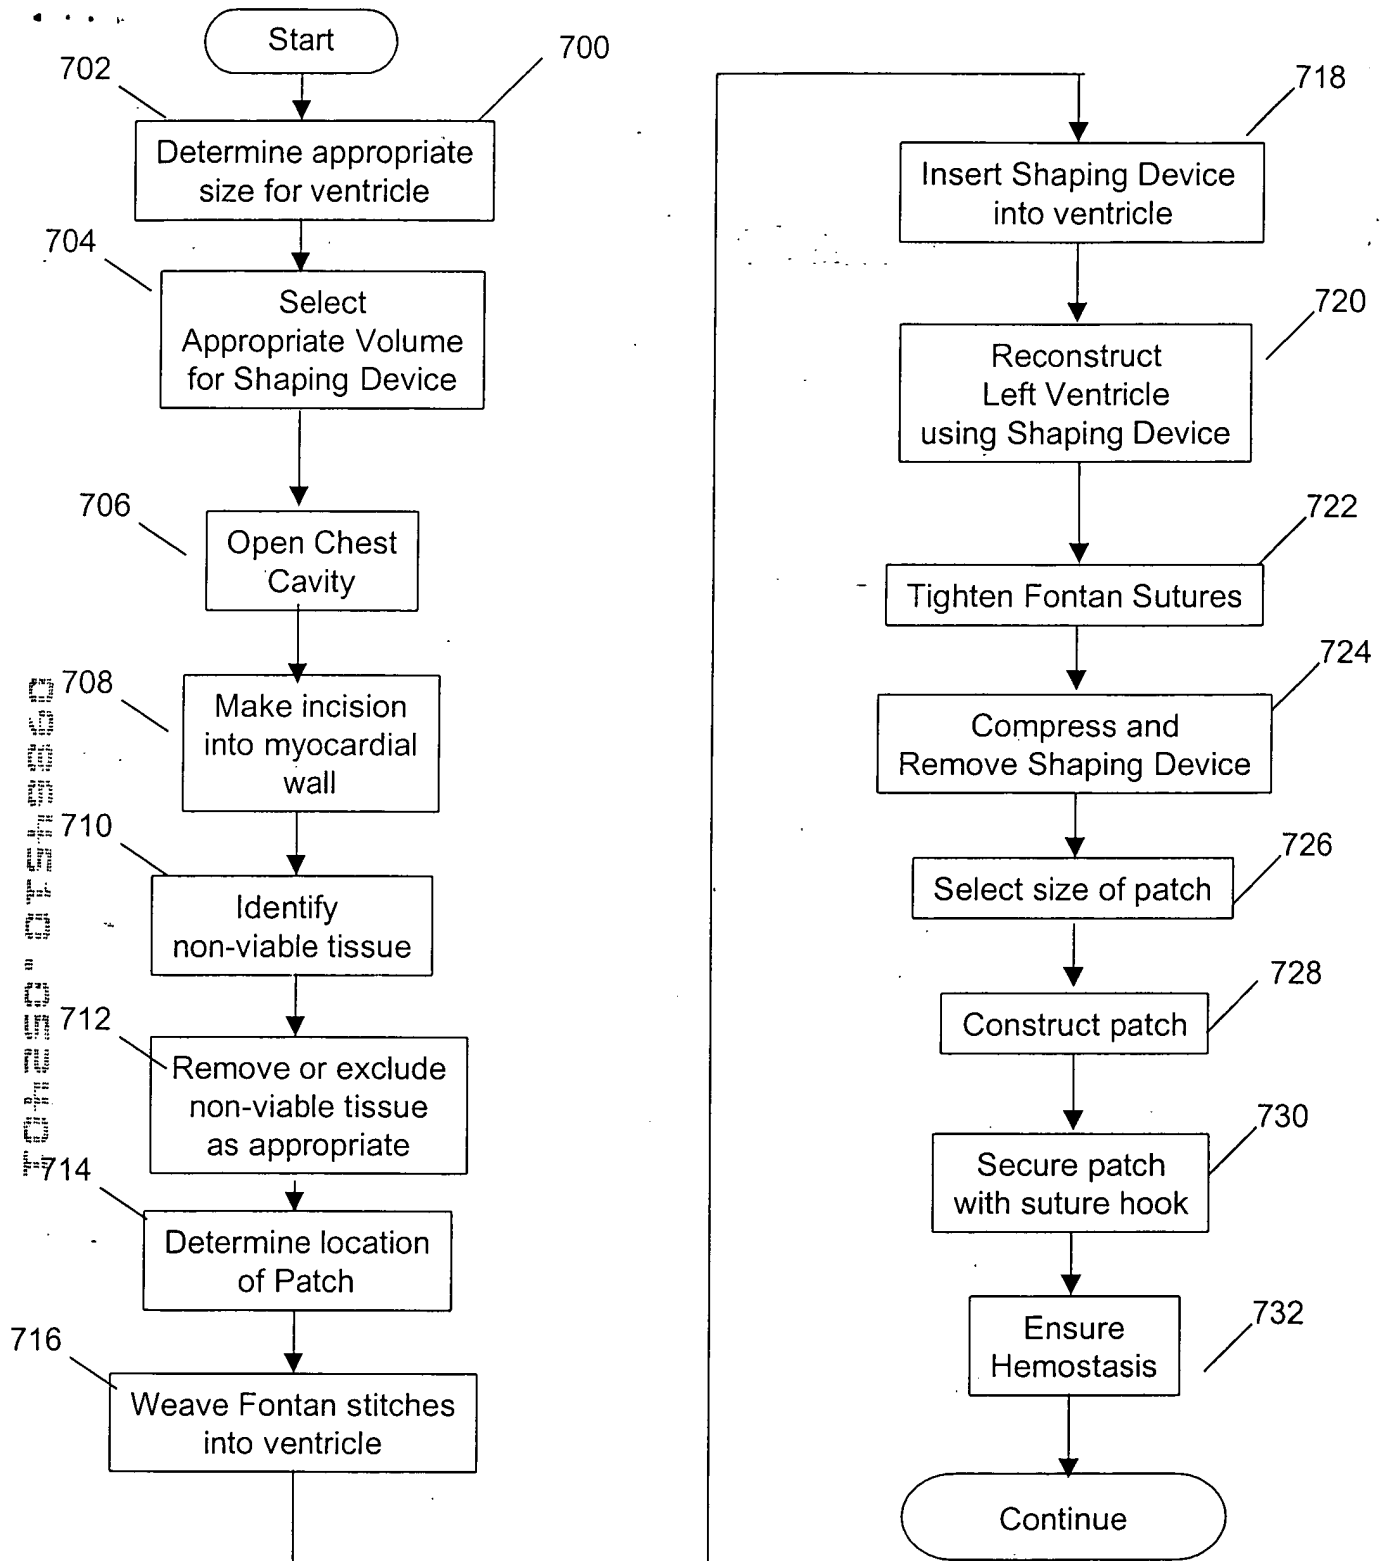 Start
700
702
Determine appropriate
size for ventricle
704
Select
Appropriate Volume
for Shaping Device
706
Open Chest
Cavity
708
Make incision
into myocardial
wall
710
Identify
non-viable tissue
712
Remove or exclude
non-viable tissue
as appropriate
714
Determine location
of Patch
716
Weave Fontan stitches
into ventricle
718
Insert Shaping Device
into ventricle
720
Reconstruct
Left Ventricle
using Shaping Device
722
Tighten Fontan Sutures
724
Compress and
Remove Shaping Device
726
Select size of patch
728
Construct patch
730
Secure patch
with suture hook
732
Ensure
Hemostasis
Continue